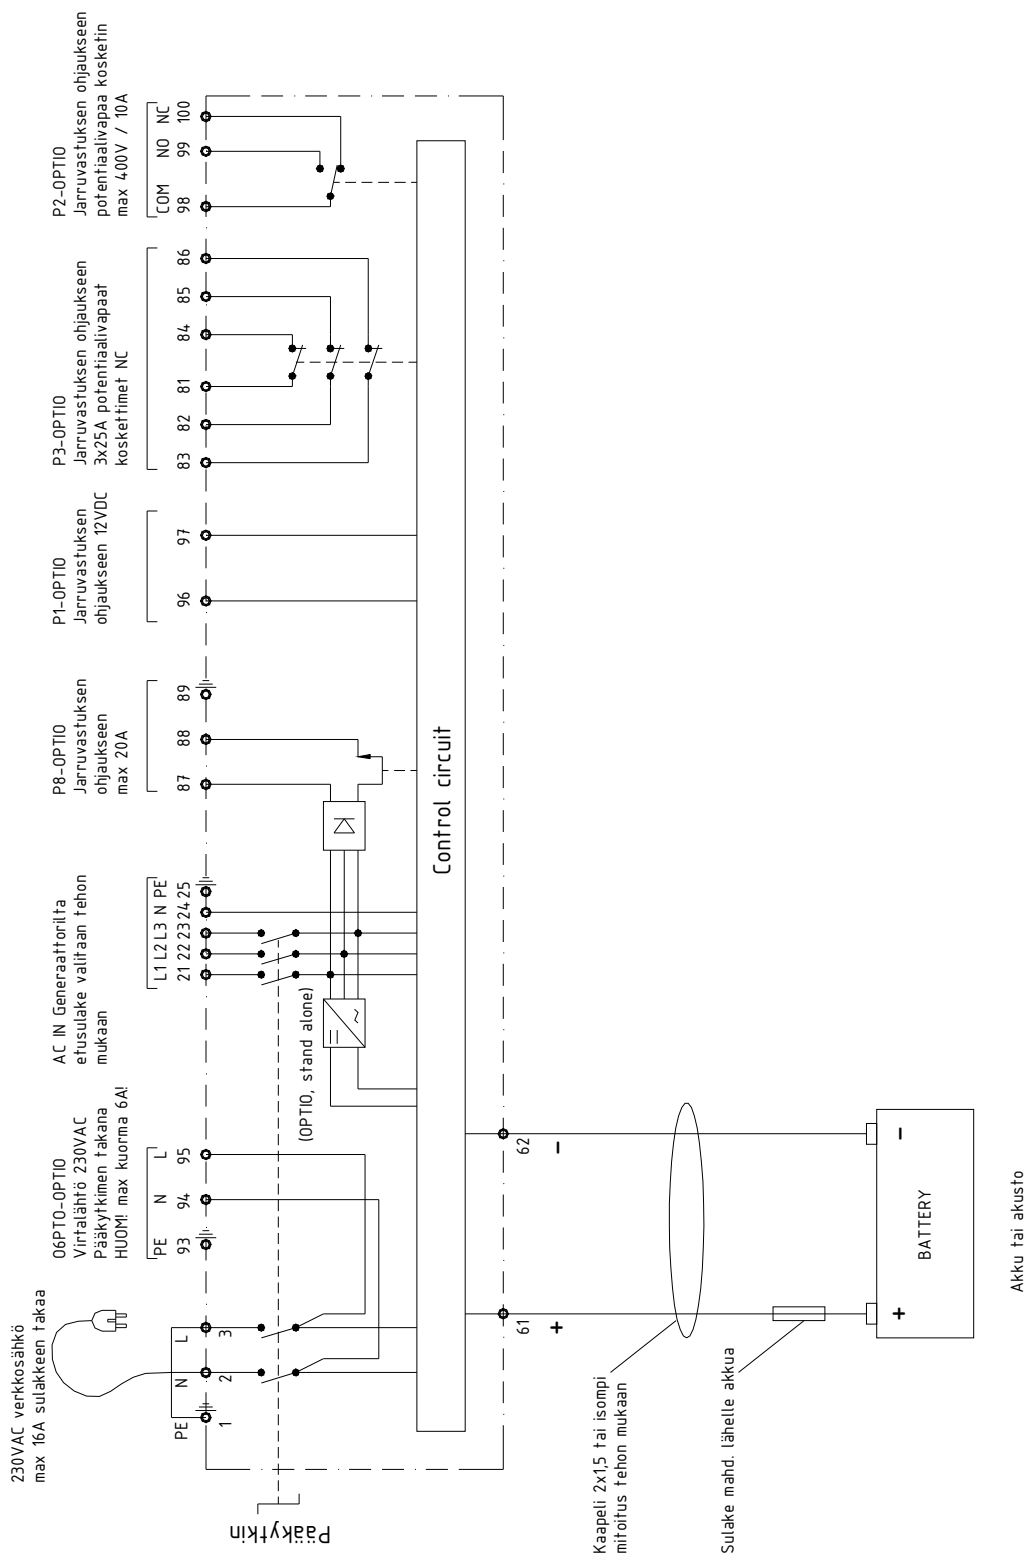 230VAC verkkosähkö
max 16A sulakkeen takaa
PE N L
1 2 3
O6PTO-OPTIO
Virtalähtö 230VAC
Pääkytkimen takana
HUOM! max kuorma 6A!
PE N L
93 94 95
AC IN Generaattorilta
etusulake valitaan tehon
mukaan
L1 L2 L3 N PE
21 22 23 24 25
P8-OPTIO
Jarruvastuksen
ohjaukseen
max 20A
87 88 89
P1-OPTIO
Jarruvastuksen
ohjaukseen 12VDC
96 97
P3-OPTIO
Jarruvastuksen ohjaukseen
3x25A potentiaalivapaat
koskettimet NC
83 82 81 84 85 86
P2-OPTIO
Jarruvastuksen ohjaukseen
potentiaalivapaa kosketin
max 400V / 10A
COM NO NC
98 99 100
Pääkytkin
(OPTIO, stand alone)
Control circuit
61 62
+ -
Kaapeli 2x1,5 tai isompi
mitoitus tehon mukaan
Sulake mahd. lähelle akkua
+ -
BATTERY
Akku tai akusto